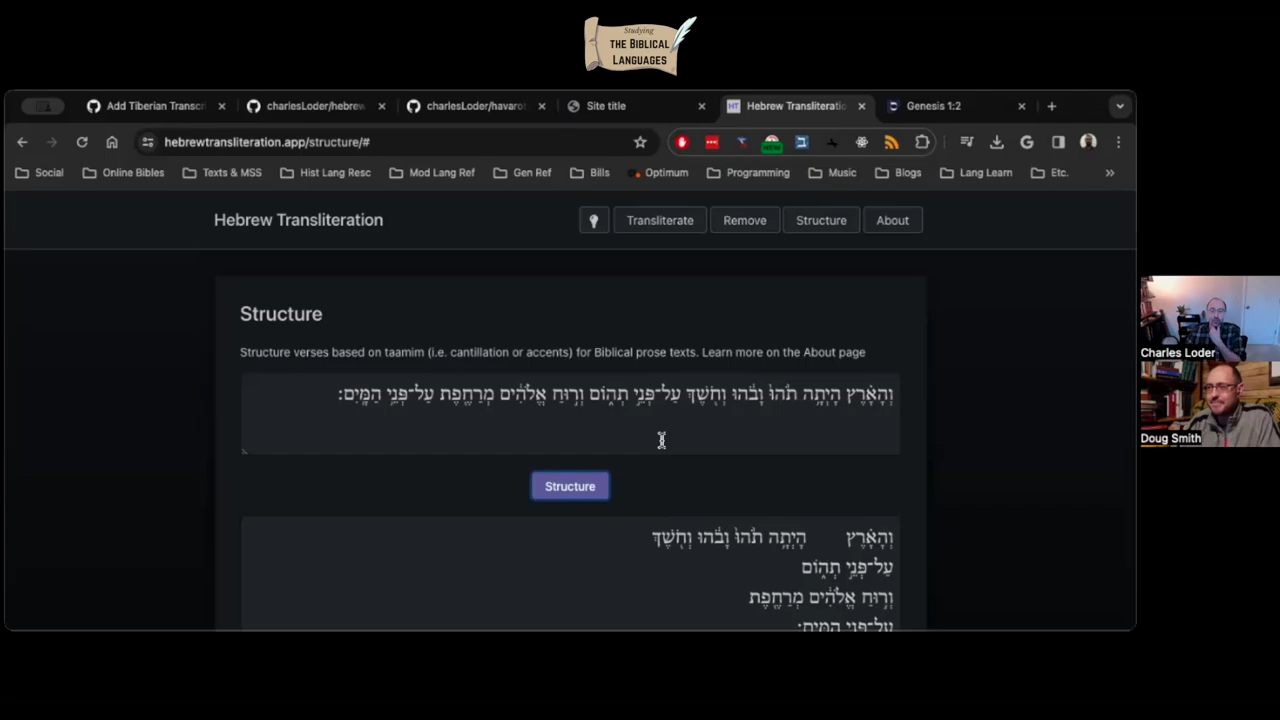 Studying
THE BIBLICAL
LANGUAGES
Add Tiberian Transcri
charlesLoder/hebrew
charlesLoder/havaro
Site title
HT Hebrew Transliteratio
Genesis 1:2
hebrewtransliteration.app/structure/#
NEW
Social Online Bibles Texts & MSS Hist Lang Resc Mod Lang Ref Gen Ref Bills Optimum Programming Music Blogs Lang Learn Etc. »
Hebrew Transliteration
Transliterate Remove Structure About
Structure
Structure verses based on taamim (i.e. cantillation or accents) for Biblical prose texts. Learn more on the About page
וְהָאָ֗רֶץ הָיְתָ֥ה תֹ֙הוּ֙ וָבֹ֔הוּ וְחֹ֖שֶׁךְ עַל־פְּנֵ֣י תְה֑וֹם וְר֣וּחַ אֱלֹהִ֔ים מְרַחֶ֖פֶת עַל־פְּנֵ֥י הַמָּֽיִם׃
Structure
וְהָאָ֗רֶץ הָיְתָ֥ה תֹ֙הוּ֙ וָבֹ֔הוּ וְחֹ֖שֶׁךְ
עַל־פְּנֵ֣י תְה֑וֹם
וְר֣וּחַ אֱלֹהִ֔ים מְרַחֶ֖פֶת
עַל־פְּנֵ֥י הַמָּֽיִם׃
Charles Loder
Doug Smith